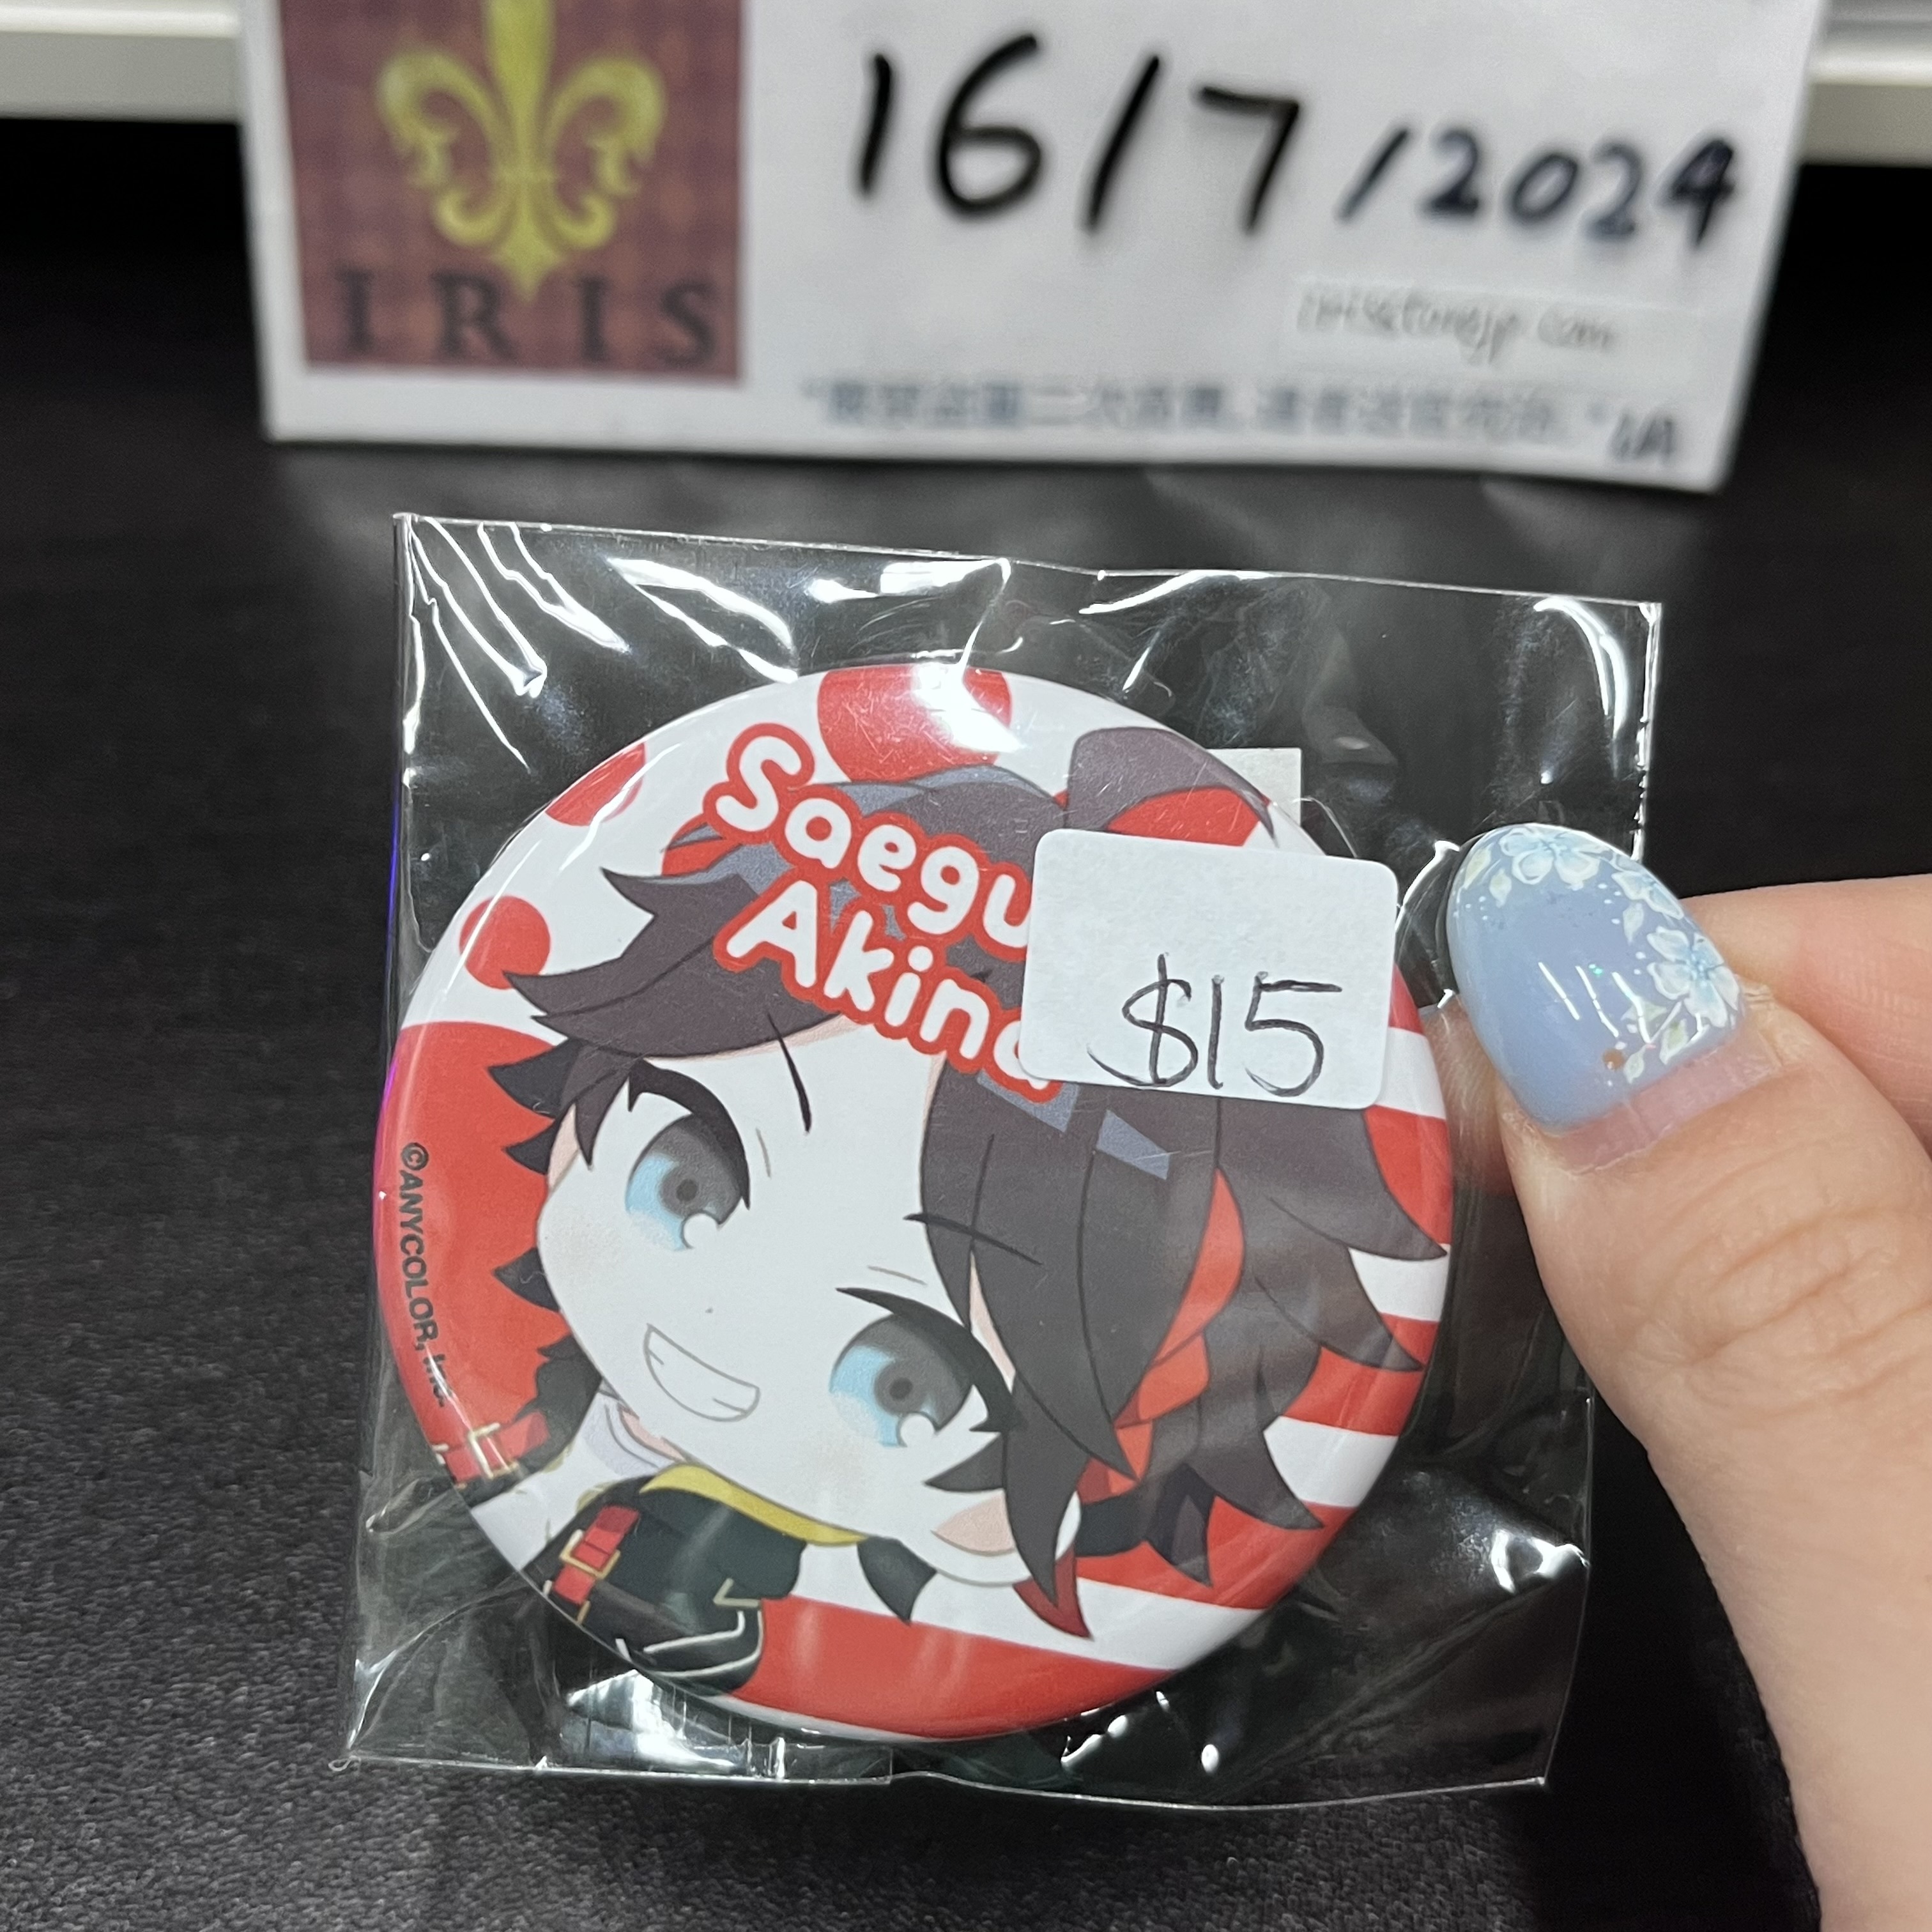 IRIS
16/7/2024
Saegu
Akina
$15
©ANYCOLOR, Inc.